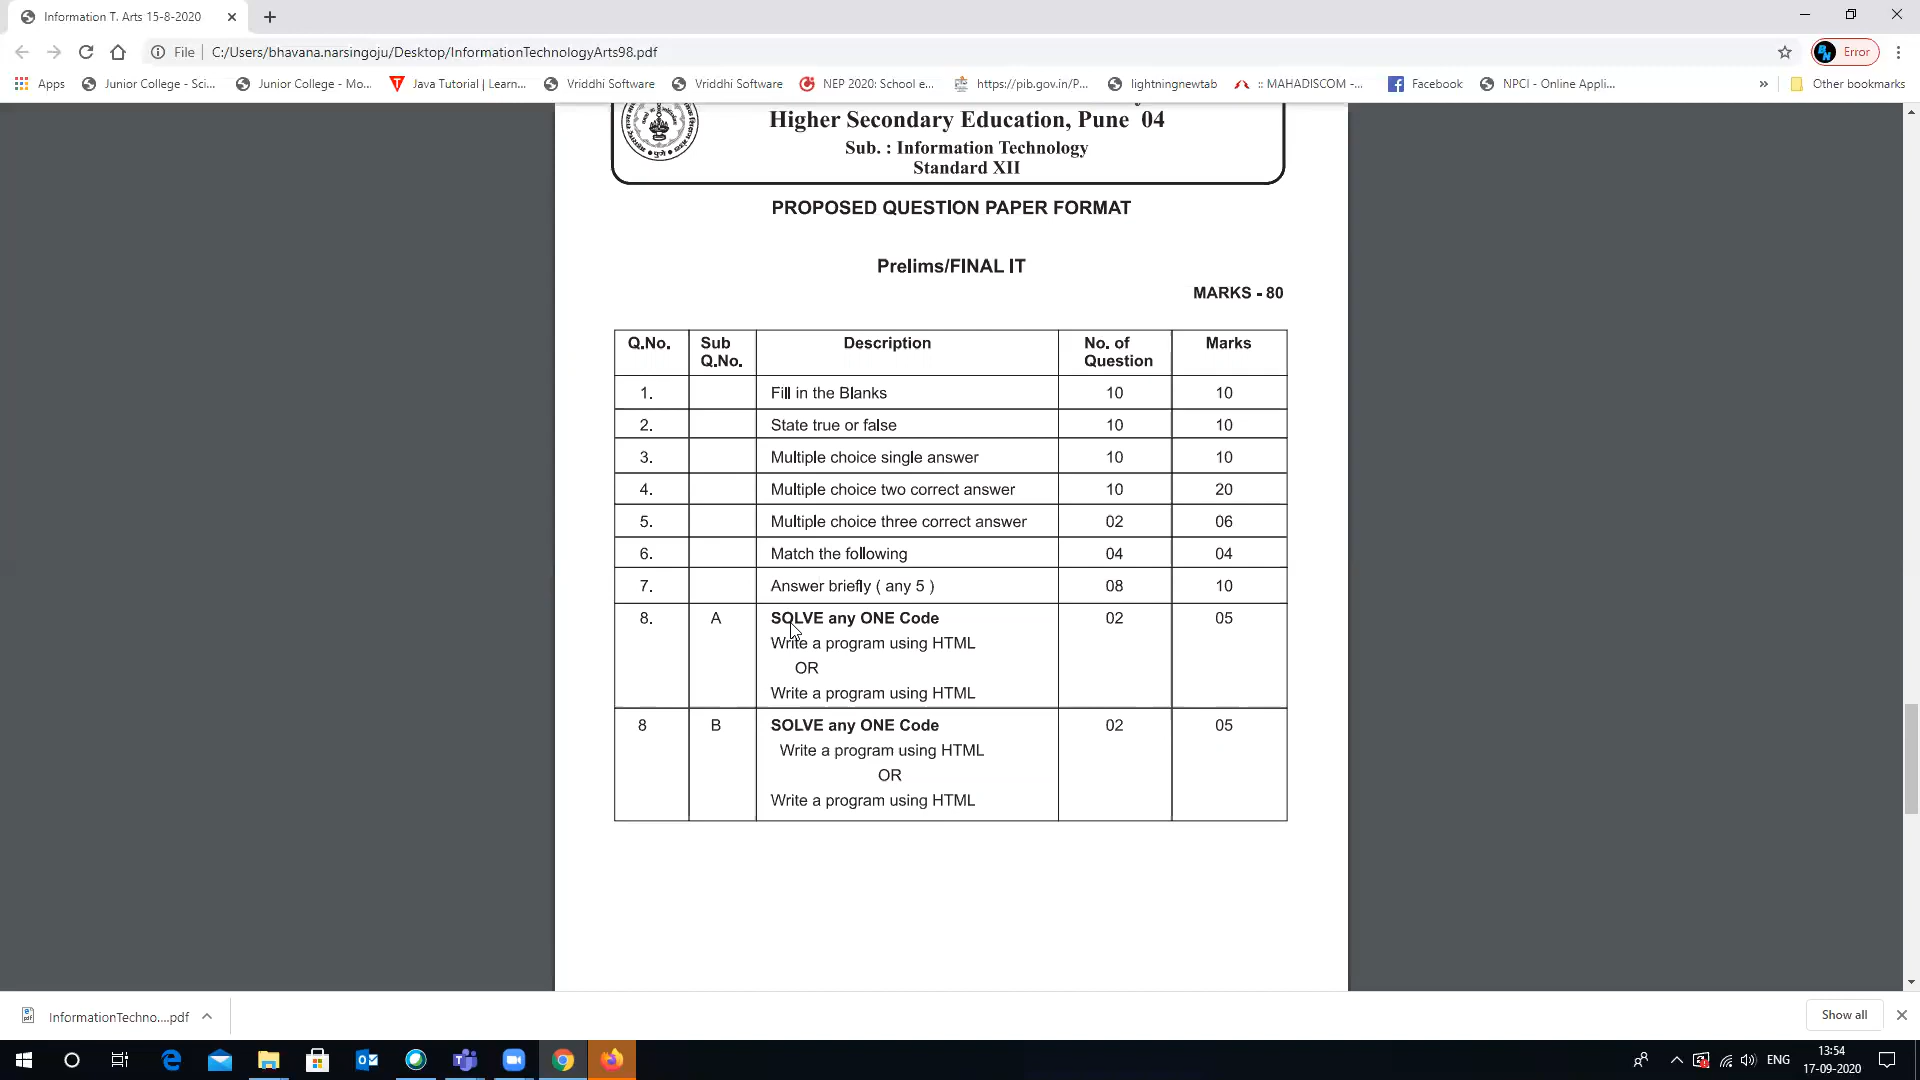 Information T. Arts 15-8-2020
File
C:/Users/bhavana.narsingoju/Desktop/InformationTechnologyArts98.pdf
Error
Apps
Junior College - Sci...
Junior College - Mo...
Java Tutorial | Learn...
Vriddhi Software
Vriddhi Software
NEP 2020: School e...
https://pib.gov.in/P...
lightningnewtab
:: MAHADISCOM -...
Facebook
NPCI - Online Appli...
»
Other bookmarks
Higher Secondary Education, Pune 04
Sub. : Information Technology
Standard XII
PROPOSED QUESTION PAPER FORMAT
Prelims/FINAL IT
MARKS - 80
Q.No. Sub Q.No. Description No. of Question Marks
1. Fill in the Blanks 10 10
2. State true or false 10 10
3. Multiple choice single answer 10 10
4. Multiple choice two correct answer 10 20
5. Multiple choice three correct answer 02 06
6. Match the following 04 04
7. Answer briefly ( any 5 ) 08 10
8. A SOLVE any ONE Code 02 05
Write a program using HTML
OR
Write a program using HTML
8 B SOLVE any ONE Code 02 05
Write a program using HTML
OR
Write a program using HTML
InformationTechno....pdf
Show all
ENG
13:54
17-09-2020